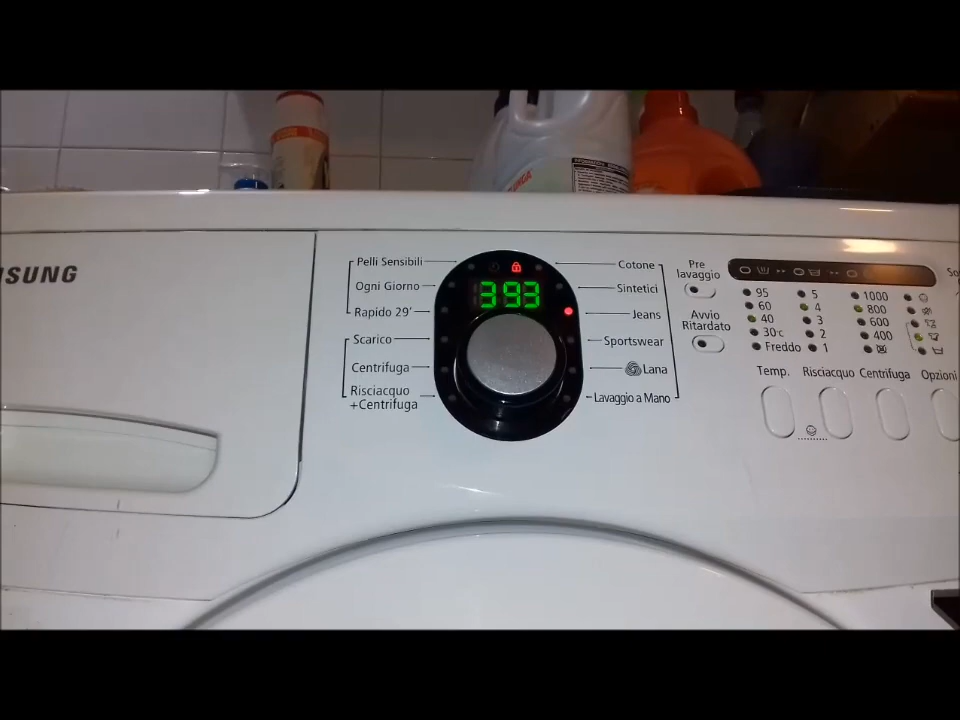 SUNG
Pelli Sensibili
Ogni Giorno
Rapido 29'
Scarico
Centrifuga
Risciacquo
+Centrifuga
393
Cotone
Sintetici
Jeans
Sportswear
Lana
Lavaggio a Mano
Pre
lavaggio
Avvio
Ritardato
95 5 1000
60 4 800
40 3 600
30°c 2 400
Freddo 1
Temp. Risciacquo Centrifuga Opzioni